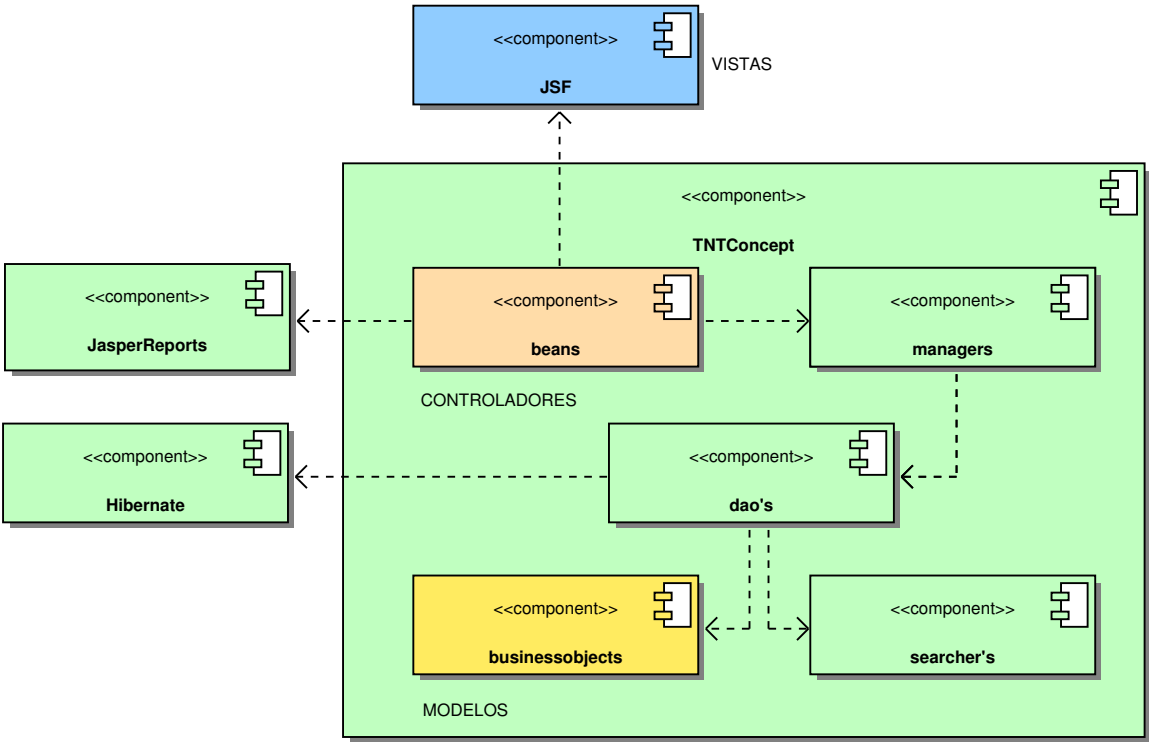 <<component>>
JSF
VISTAS
<<component>>
TNTConcept
<<component>>
JasperReports
<<component>>
beans
<<component>>
managers
CONTROLADORES
<<component>>
Hibernate
<<component>>
dao's
<<component>>
businessobjects
<<component>>
searcher's
MODELOS